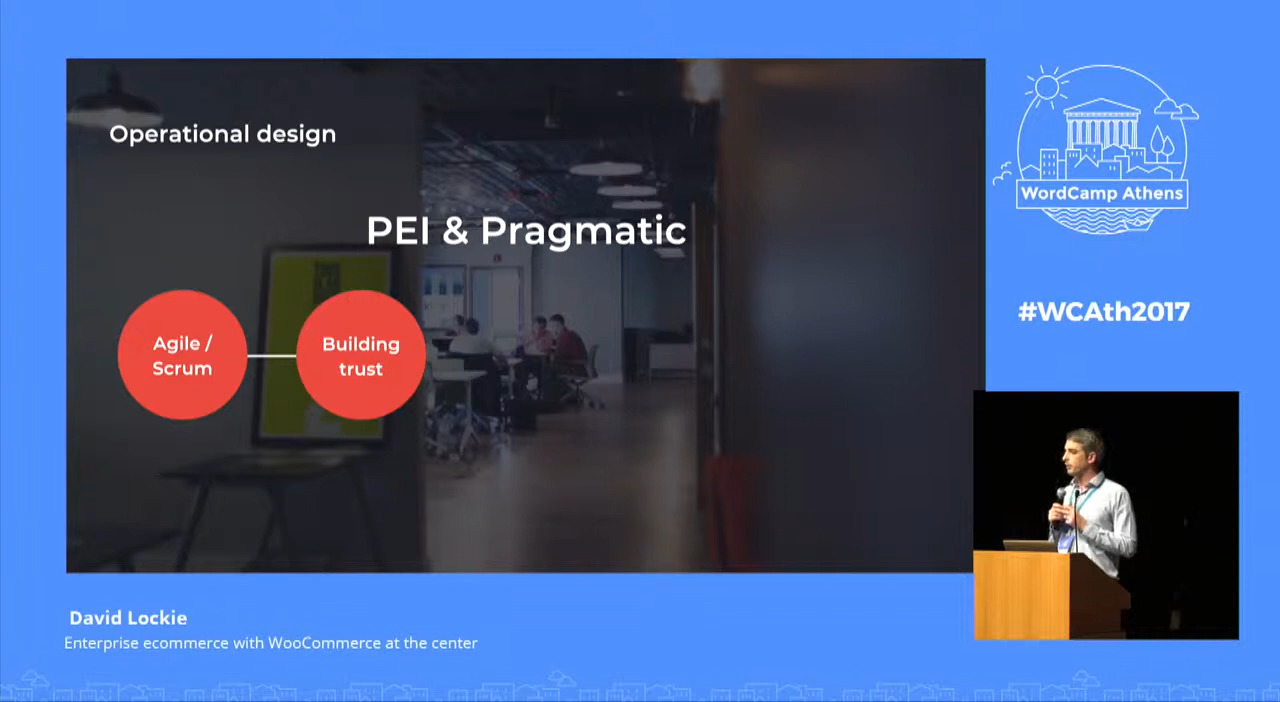 Operational design
PEI & Pragmatic
Agile /
Scrum
Building
trust
WordCamp Athens
#WCAth2017
David Lockie
Enterprise ecommerce with WooCommerce at the center